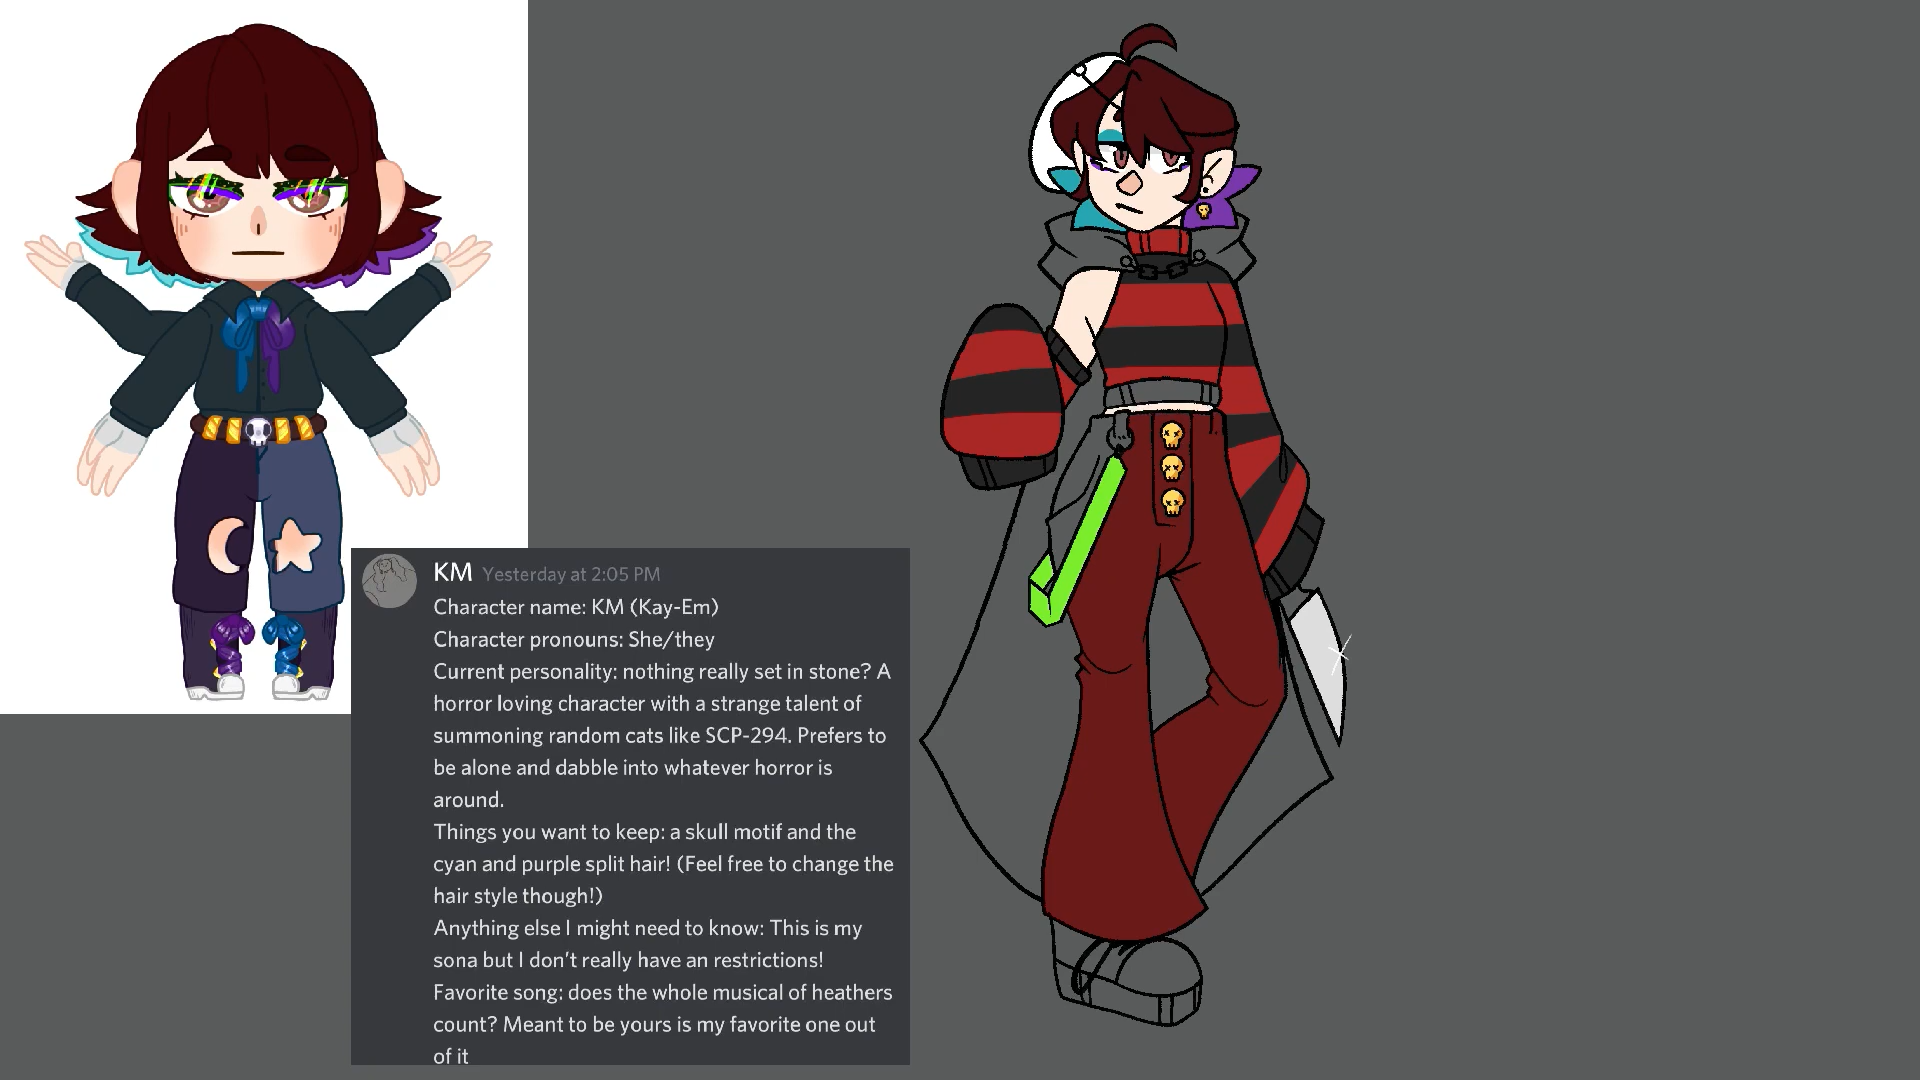 KM Yesterday at 2:05 PM
Character name: KM (Kay-Em)
Character pronouns: She/they
Current personality: nothing really set in stone? A
horror loving character with a strange talent of
summoning random cats like SCP-294. Prefers to
be alone and dabble into whatever horror is
around.
Things you want to keep: a skull motif and the
cyan and purple split hair! (Feel free to change the
hair style though!)
Anything else I might need to know: This is my
sona but I don't really have an restrictions!
Favorite song: does the whole musical of heathers
count? Meant to be yours is my favorite one out
of it